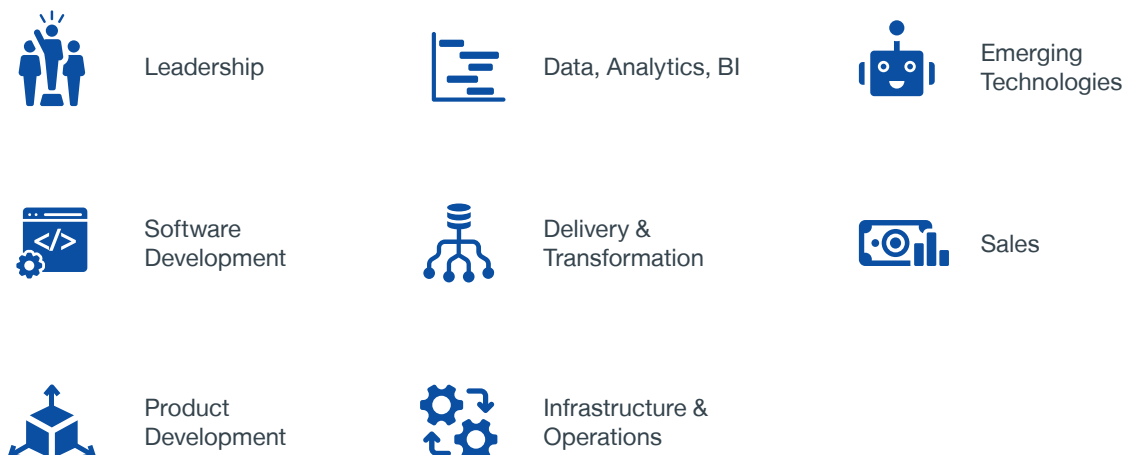 Leadership
Data, Analytics, BI
Emerging
Technologies
Software
Development
Delivery &
Transformation
Sales
Product
Development
Infrastructure &
Operations